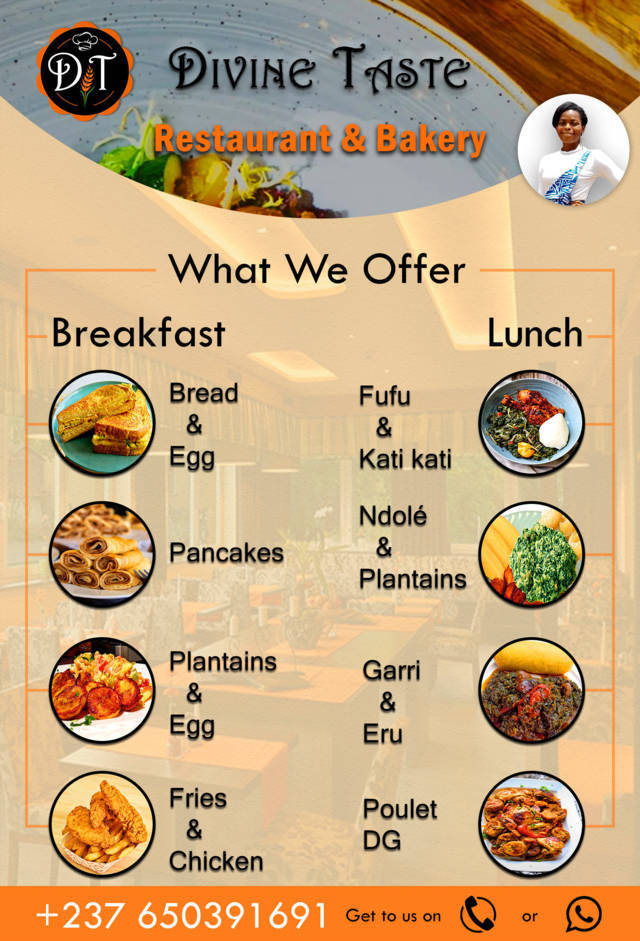 DT
Divine Taste
Restaurant & Bakery
What We Offer
Breakfast
Bread
&
Egg
Pancakes
Plantains
&
Egg
Fries
&
Chicken
Lunch
Fufu
&
Kati kati
Ndolé
&
Plantains
Garri
&
Eru
Poulet
DG
+237 650391691 Get to us on or